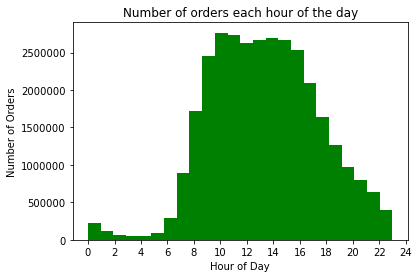 Number of orders each hour of the day
2500000
2000000
1500000
1000000
500000
0
Number of Orders
0 2 4 6 8 10 12 14 16 18 20 22 24
Hour of Day